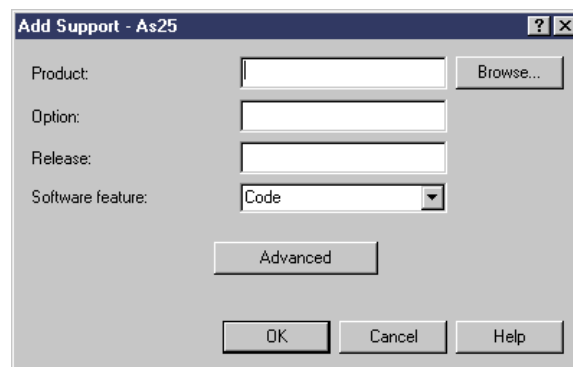 Add Support - As25
Product:
Browse...
Option:
Release:
Software feature:
Code
Advanced
OK
Cancel
Help